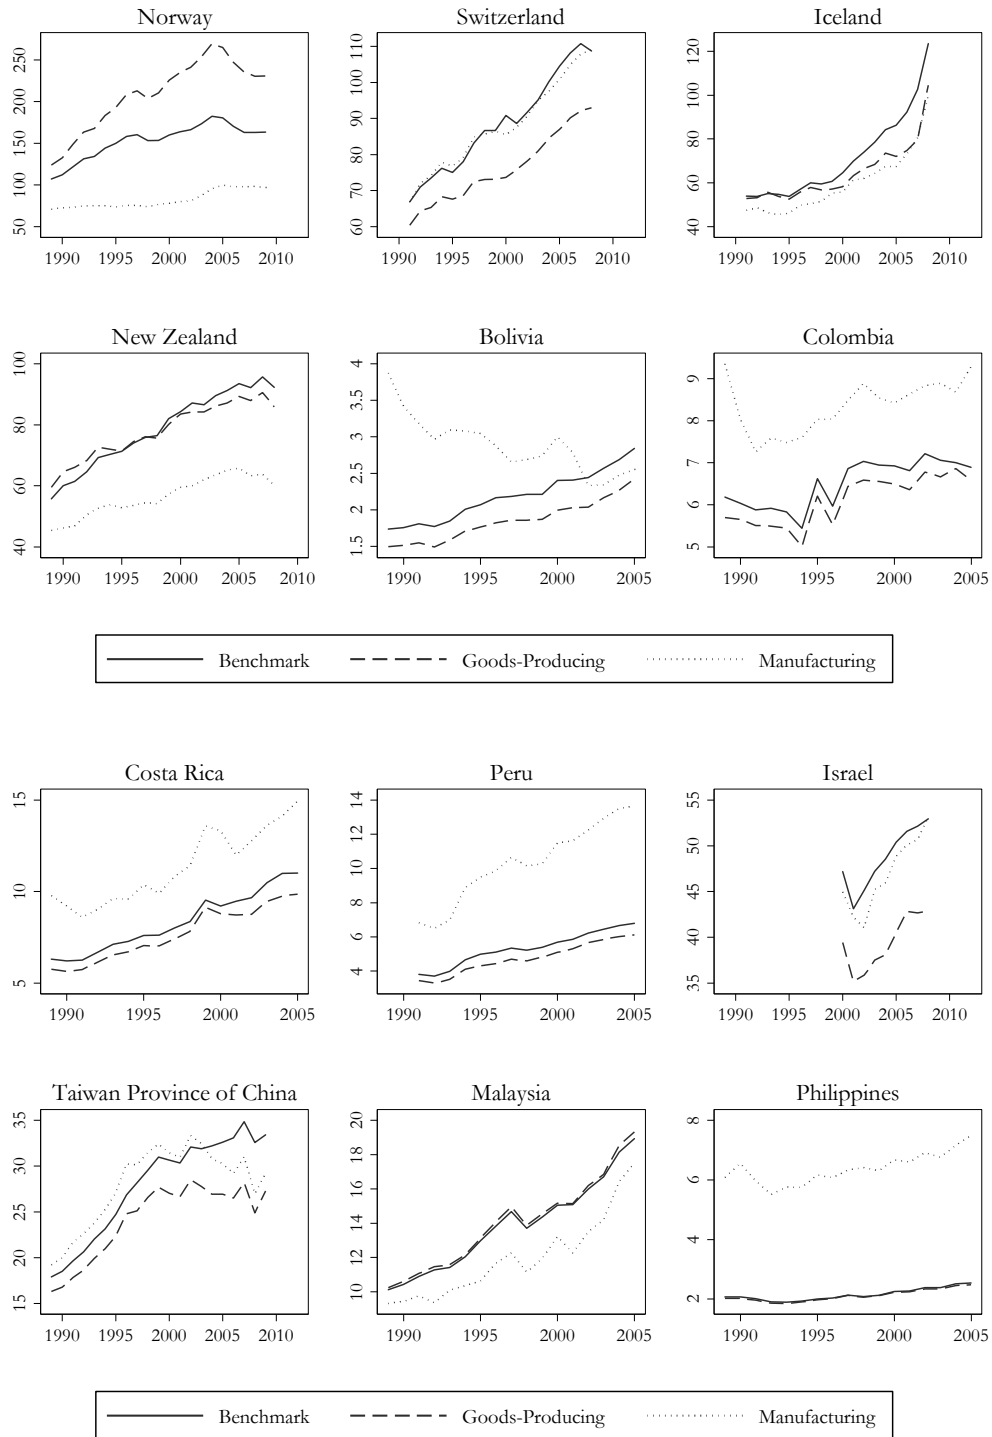 Norway
Switzerland
Iceland
250
200
150
100
50
1990 1995 2000 2005 2010
110
100
90
80
70
60
1990 1995 2000 2005 2010
120
100
80
60
40
1990 1995 2000 2005 2010
New Zealand
Bolivia
Colombia
100
80
60
40
1990 1995 2000 2005 2010
4
3.5
3
2.5
2
1.5
1990 1995 2000 2005
9
8
7
6
5
1990 1995 2000 2005
Benchmark Goods-Producing Manufacturing
Costa Rica
Peru
Israel
15
10
5
1990 1995 2000 2005
14
12
10
8
6
4
1990 1995 2000 2005
55
50
45
40
35
1990 1995 2000 2005 2010
Taiwan Province of China
Malaysia
Philippines
35
30
25
20
15
1990 1995 2000 2005 2010
20
18
16
14
12
10
1990 1995 2000 2005
8
6
4
2
1990 1995 2000 2005
Benchmark Goods-Producing Manufacturing